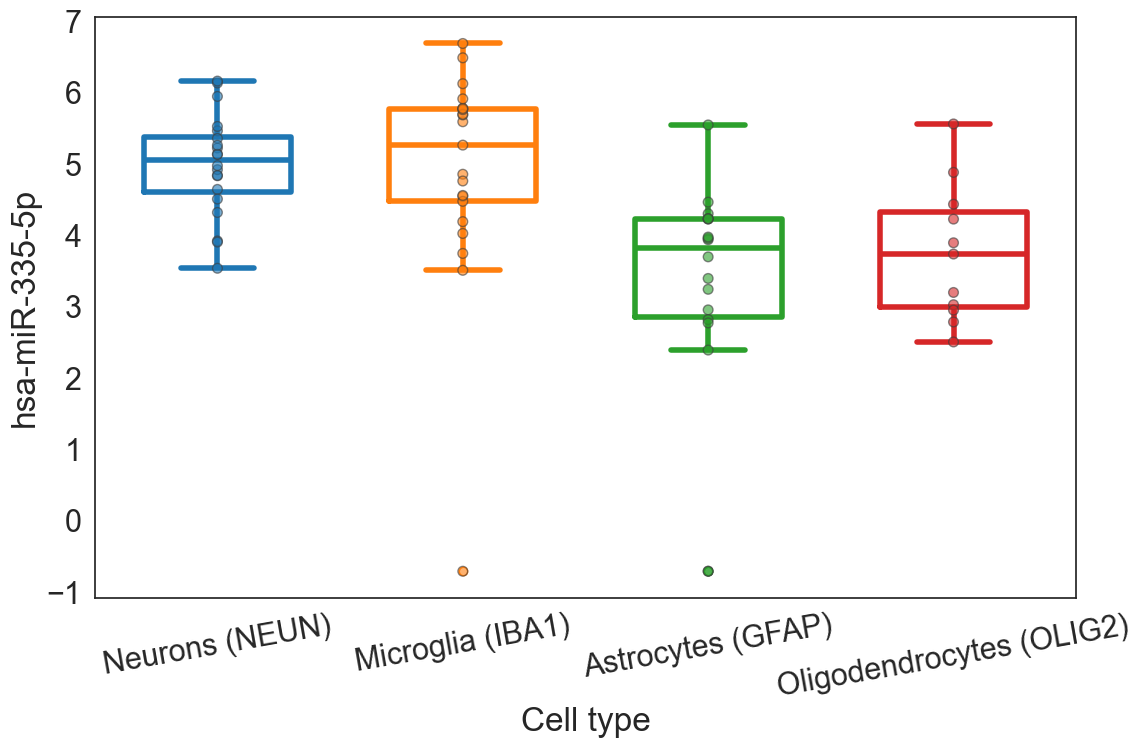 7
6
5
4
3
2
1
0
−1
hsa-miR-335-5p
Neurons (NEUN)
Microglia (IBA1)
Astrocytes (GFAP)
Oligodendrocytes (OLIG2)
Cell type